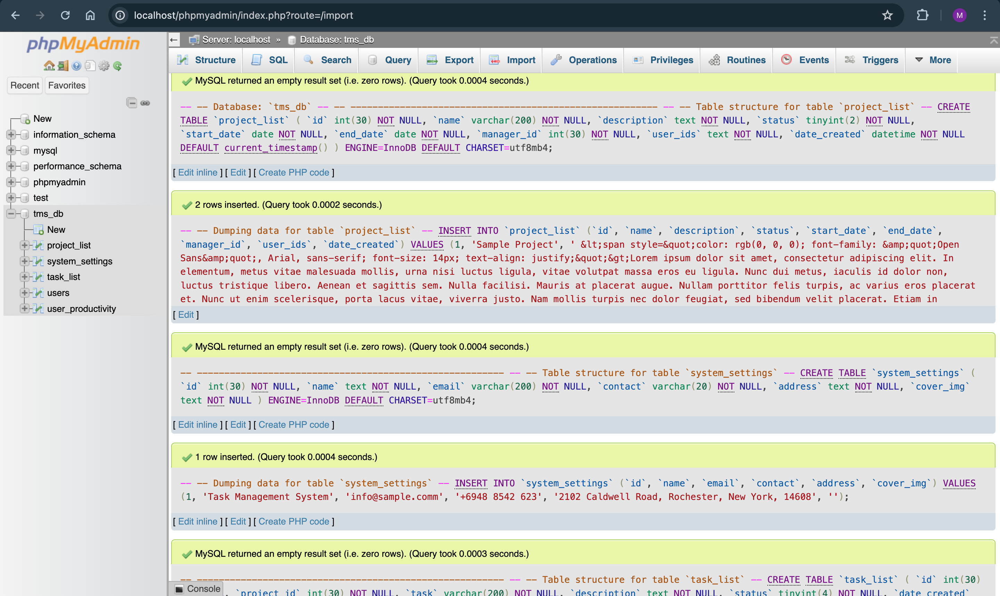 localhost/phpmyadmin/index.php?route=/import
M
phpMyAdmin
Recent
Favorites
New
information_schema
mysql
performance_schema
phpmyadmin
test
tms_db
New
project_list
system_settings
task_list
users
user_productivity
Server: localhost » Database: tms_db
Structure SQL Search Query Export Import Operations Privileges Routines Events Triggers More
MySQL returned an empty result set (i.e. zero rows). (Query took 0.0004 seconds.)
-- -- Database: `tms_db` -- -- -------------------------------------------------------- -- -- Table structure for table `project_list` -- CREATE
TABLE `project_list` ( `id` int(30) NOT NULL, `name` varchar(200) NOT NULL, `description` text NOT NULL, `status` tinyint(2) NOT NULL,
`start_date` date NOT NULL, `end_date` date NOT NULL, `manager_id` int(30) NOT NULL, `user_ids` text NOT NULL, `date_created` datetime NOT NULL
DEFAULT current_timestamp() ) ENGINE=InnoDB DEFAULT CHARSET=utf8mb4;
[ Edit inline ] [ Edit ] [ Create PHP code ]
2 rows inserted. (Query took 0.0002 seconds.)
-- -- Dumping data for table `project_list` -- INSERT INTO `project_list` (`id`, `name`, `description`, `status`, `start_date`, `end_date`,
`manager_id`, `user_ids`, `date_created`) VALUES (1, 'Sample Project', ' &lt;span style=&quot;color: rgb(0, 0, 0); font-family: &amp;quot;Open
Sans&amp;quot;, Arial, sans-serif; font-size: 14px; text-align: justify;&quot;&gt;Lorem ipsum dolor sit amet, consectetur adipiscing elit. In
elementum, metus vitae malesuada mollis, urna nisi luctus ligula, vitae volutpat massa eros eu ligula. Nunc dui metus, iaculis id dolor non,
luctus tristique libero. Aenean et sagittis sem. Nulla facilisi. Mauris at placerat augue. Nullam porttitor felis turpis, ac varius eros placerat
et. Nunc ut enim scelerisque, porta lacus vitae, viverra justo. Nam mollis turpis nec dolor feugiat, sed bibendum velit placerat. Etiam in
[ Edit ]
MySQL returned an empty result set (i.e. zero rows). (Query took 0.0004 seconds.)
-- -------------------------------------------------------- -- -- Table structure for table `system_settings` -- CREATE TABLE `system_settings` (
`id` int(30) NOT NULL, `name` text NOT NULL, `email` varchar(200) NOT NULL, `contact` varchar(20) NOT NULL, `address` text NOT NULL, `cover_img`
text NOT NULL ) ENGINE=InnoDB DEFAULT CHARSET=utf8mb4;
[ Edit inline ] [ Edit ] [ Create PHP code ]
1 row inserted. (Query took 0.0004 seconds.)
-- -- Dumping data for table `system_settings` -- INSERT INTO `system_settings` (`id`, `name`, `email`, `contact`, `address`, `cover_img`) VALUES
(1, 'Task Management System', 'info@sample.comm', '+6948 8542 623', '2102 Caldwell Road, Rochester, New York, 14608', '');
[ Edit inline ] [ Edit ] [ Create PHP code ]
MySQL returned an empty result set (i.e. zero rows). (Query took 0.0003 seconds.)
-- -------------------------------------------------------- -- -- Table structure for table `task_list` -- CREATE TABLE `task_list` ( `id` int(30)
, `project_id` int(30) NOT NULL, `task` varchar(200) NOT NULL, `description` text NOT NULL, `status` tinyint(4) NOT NULL, `date_created`
Console